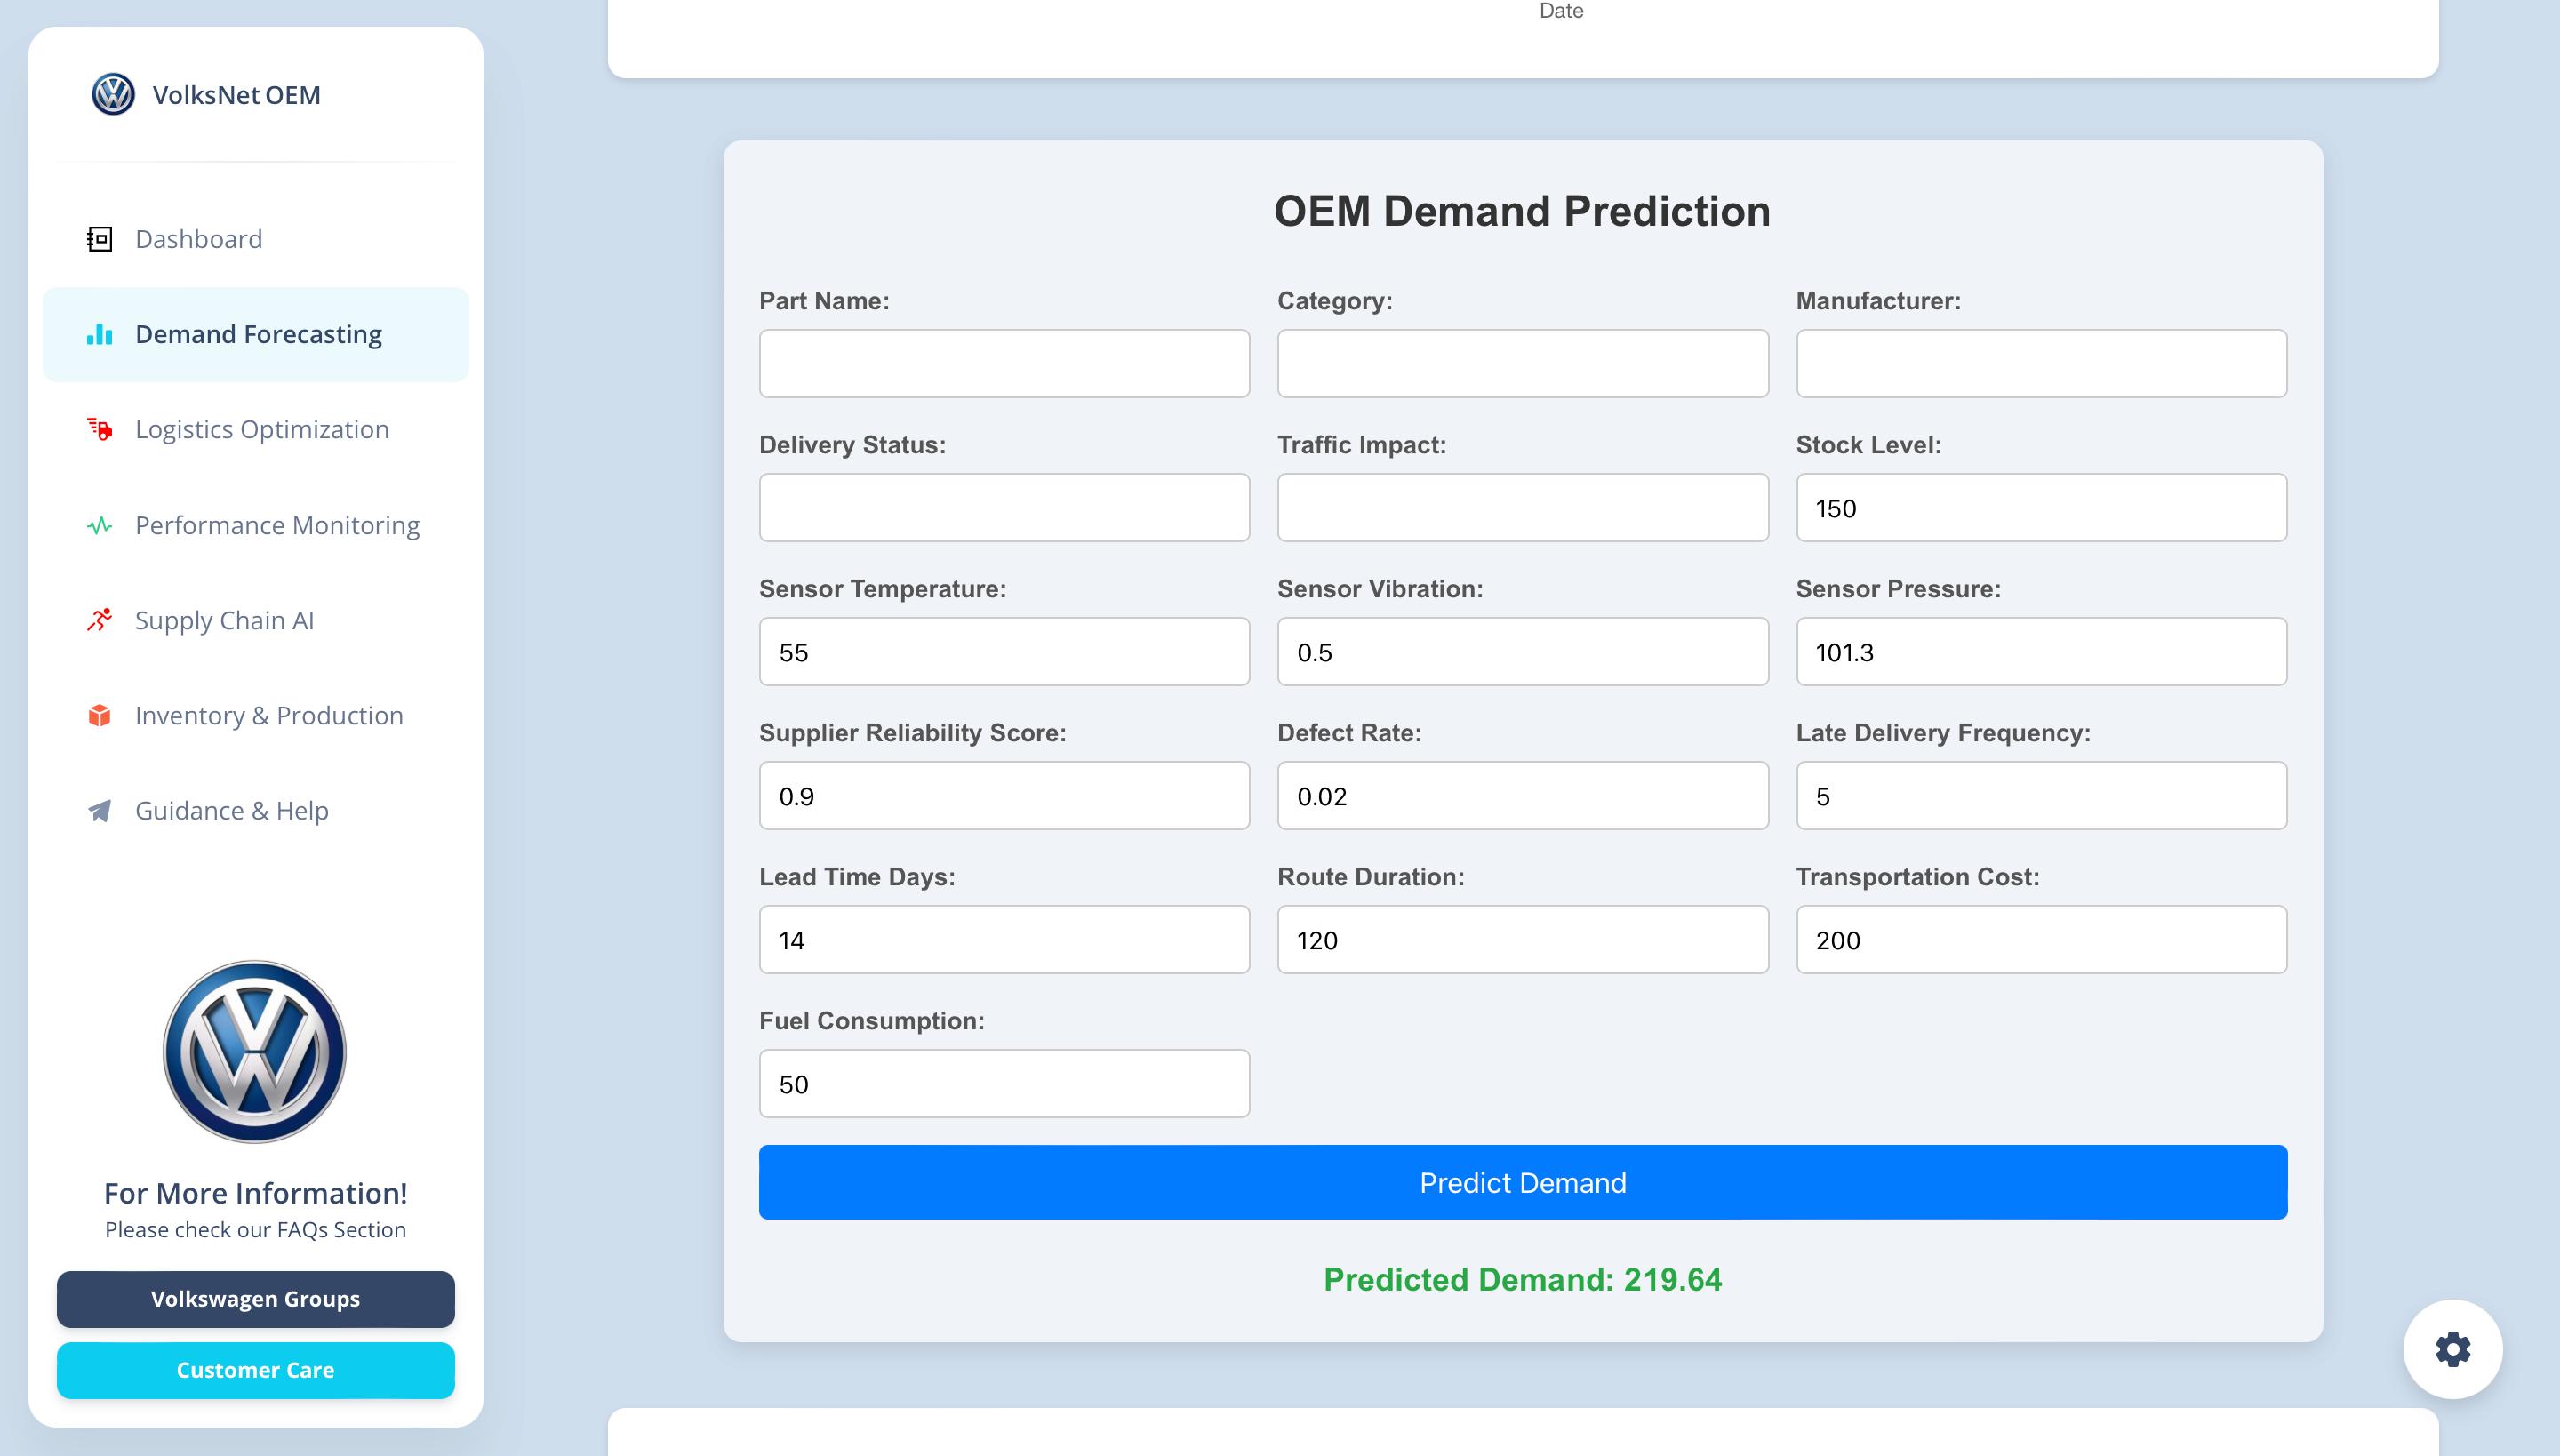 VolksNet OEM
Dashboard
Demand Forecasting
Logistics Optimization
Performance Monitoring
Supply Chain AI
Inventory & Production
Guidance & Help
For More Information!
Please check our FAQs Section
Volkswagen Groups
Customer Care
Date
OEM Demand Prediction
Part Name: Category: Manufacturer:
Delivery Status: Traffic Impact: Stock Level:
150
Sensor Temperature: Sensor Vibration: Sensor Pressure:
55 0.5 101.3
Supplier Reliability Score: Defect Rate: Late Delivery Frequency:
0.9 0.02 5
Lead Time Days: Route Duration: Transportation Cost:
14 120 200
Fuel Consumption:
50
Predict Demand
Predicted Demand: 219.64